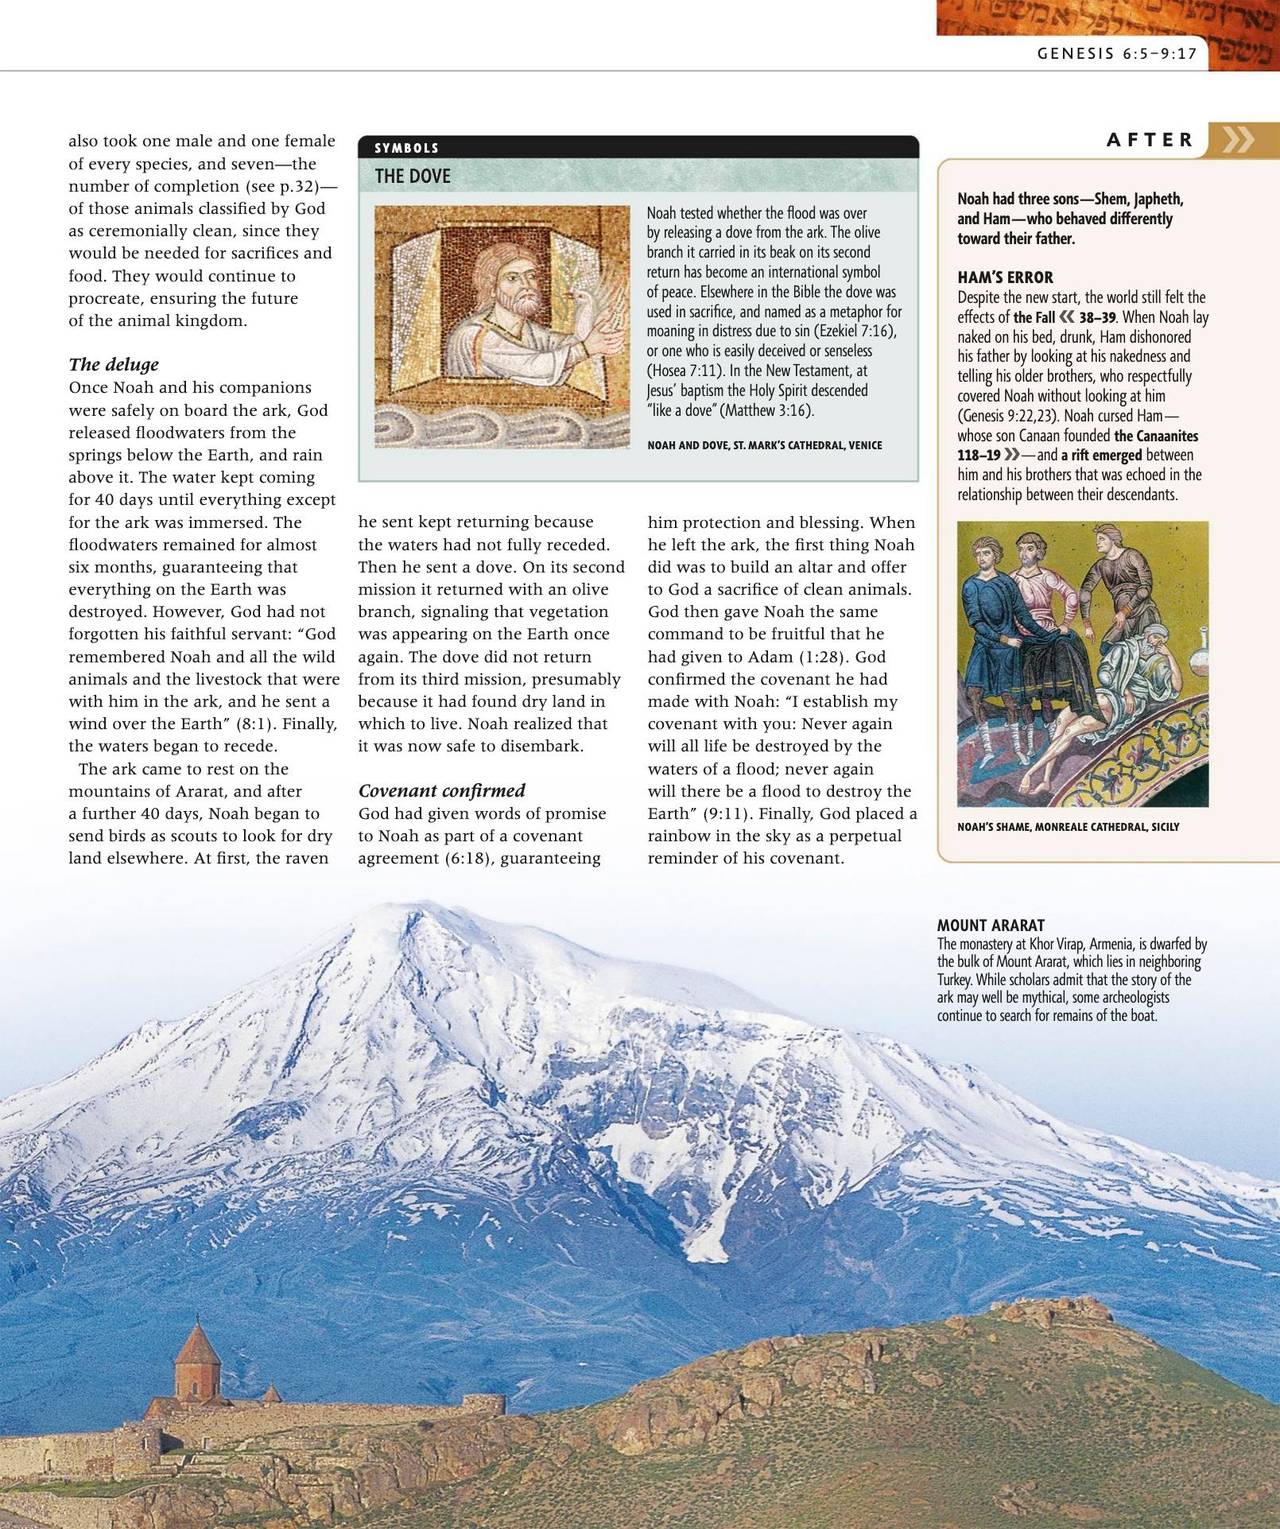 GENESIS 6:5–9:17
also took one male and one female
of every species, and seven—the
number of completion (see p.32)—
of those animals classified by God
as ceremonially clean, since they
would be needed for sacrifices and
food. They would continue to
procreate, ensuring the future
of the animal kingdom.
The deluge
Once Noah and his companions
were safely on board the ark, God
released floodwaters from the
springs below the Earth, and rain
above it. The water kept coming
for 40 days until everything except
for the ark was immersed. The
floodwaters remained for almost
six months, guaranteeing that
everything on the Earth was
destroyed. However, God had not
forgotten his faithful servant: “God
remembered Noah and all the wild
animals and the livestock that were
with him in the ark, and he sent a
wind over the Earth” (8:1). Finally,
the waters began to recede.
The ark came to rest on the
mountains of Ararat, and after
a further 40 days, Noah began to
send birds as scouts to look for dry
land elsewhere. At first, the raven
SYMBOLS
THE DOVE
Noah tested whether the flood was over
by releasing a dove from the ark. The olive
branch it carried in its beak on its second
return has become an international symbol
of peace. Elsewhere in the Bible the dove was
used in sacrifice, and named as a metaphor for
moaning in distress due to sin (Ezekiel 7:16),
or one who is easily deceived or senseless
(Hosea 7:11). In the New Testament, at
Jesus’ baptism the Holy Spirit descended
“like a dove” (Matthew 3:16).
NOAH AND DOVE, ST. MARK’S CATHEDRAL, VENICE
he sent kept returning because
the waters had not fully receded.
Then he sent a dove. On its second
mission it returned with an olive
branch, signaling that vegetation
was appearing on the Earth once
again. The dove did not return
from its third mission, presumably
because it had found dry land in
which to live. Noah realized that
it was now safe to disembark.
Covenant confirmed
God had given words of promise
to Noah as part of a covenant
agreement (6:18), guaranteeing
him protection and blessing. When
he left the ark, the first thing Noah
did was to build an altar and offer
to God a sacrifice of clean animals.
God then gave Noah the same
command to be fruitful that he
had given to Adam (1:28). God
confirmed the covenant he had
made with Noah: “I establish my
covenant with you: Never again
will all life be destroyed by the
waters of a flood; never again
will there be a flood to destroy the
Earth” (9:11). Finally, God placed a
rainbow in the sky as a perpetual
reminder of his covenant.
AFTER »
Noah had three sons—Shem, Japheth,
and Ham—who behaved differently
toward their father.
HAM’S ERROR
Despite the new start, the world still felt the
effects of the Fall « 38–39. When Noah lay
naked on his bed, drunk, Ham dishonored
his father by looking at his nakedness and
telling his older brothers, who respectfully
covered Noah without looking at him
(Genesis 9:22,23). Noah cursed Ham—
whose son Canaan founded the Canaanites
118–19 »—and a rift emerged between
him and his brothers that was echoed in the
relationship between their descendants.
NOAH’S SHAME, MONREALE CATHEDRAL, SICILY
MOUNT ARARAT
The monastery at Khor Virap, Armenia, is dwarfed by
the bulk of Mount Ararat, which lies in neighboring
Turkey. While scholars admit that the story of the
ark may well be mythical, some archeologists
continue to search for remains of the boat.